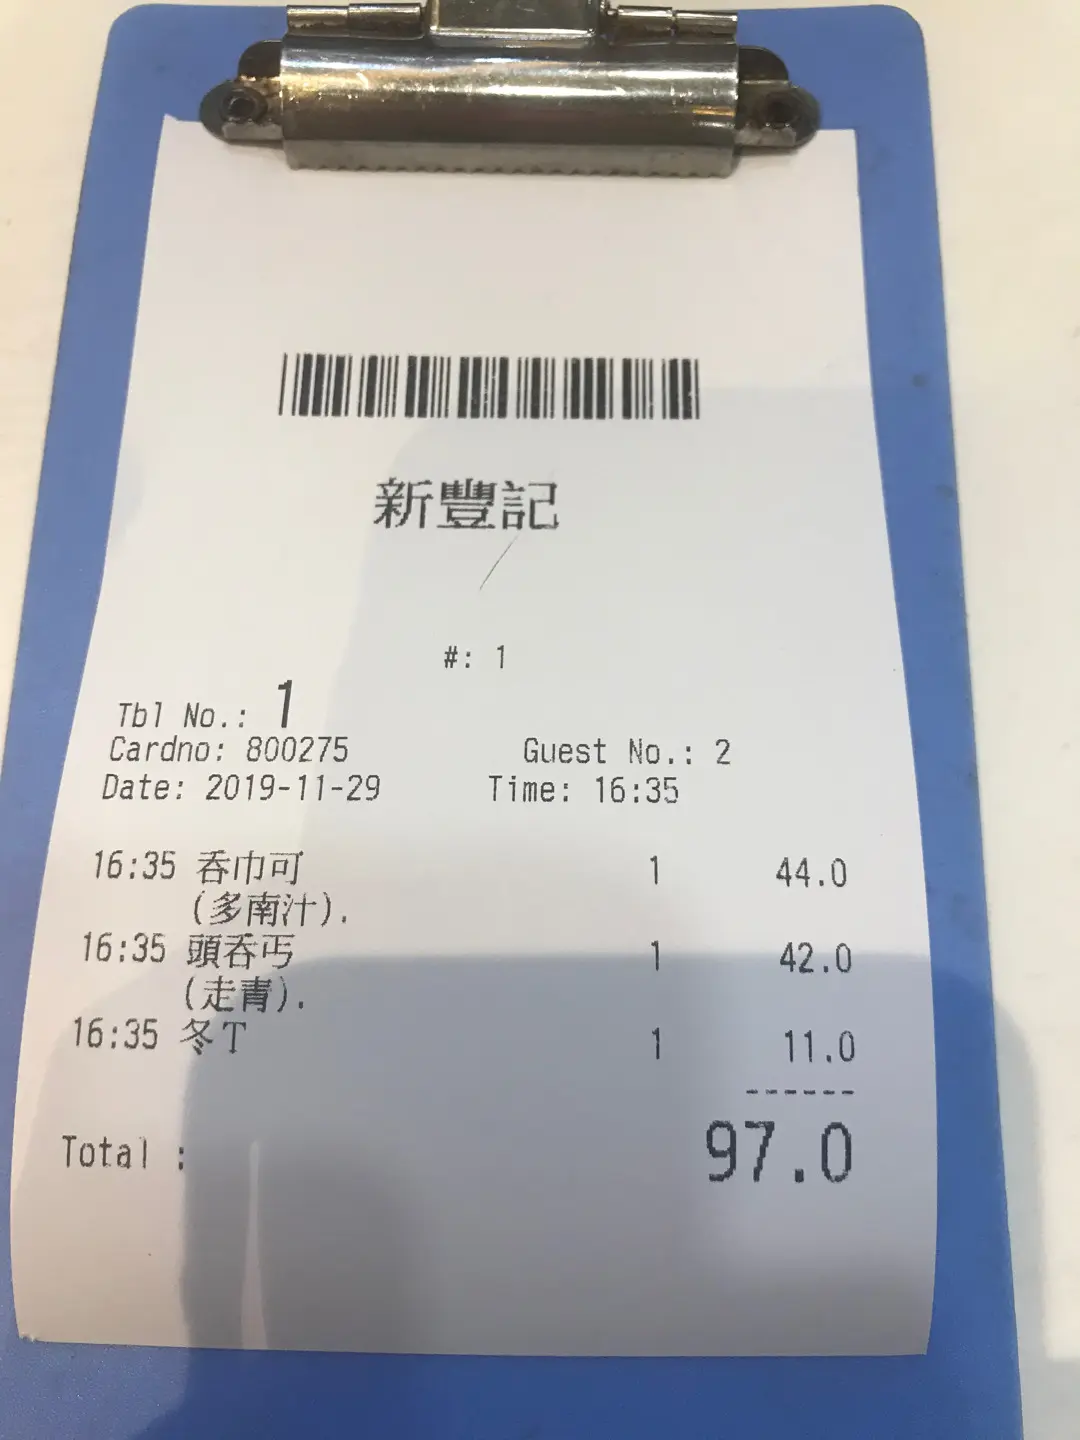 新豐記
#: 1
Tbl No.: 1
Cardno: 800275 Guest No.: 2
Date: 2019-11-29 Time: 16:35
16:35 吞巾可 1 44.0
(多南汁).
16:35 頭吞丐 1 42.0
(走青).
16:35 冬T 1 11.0
------
Total : 97.0